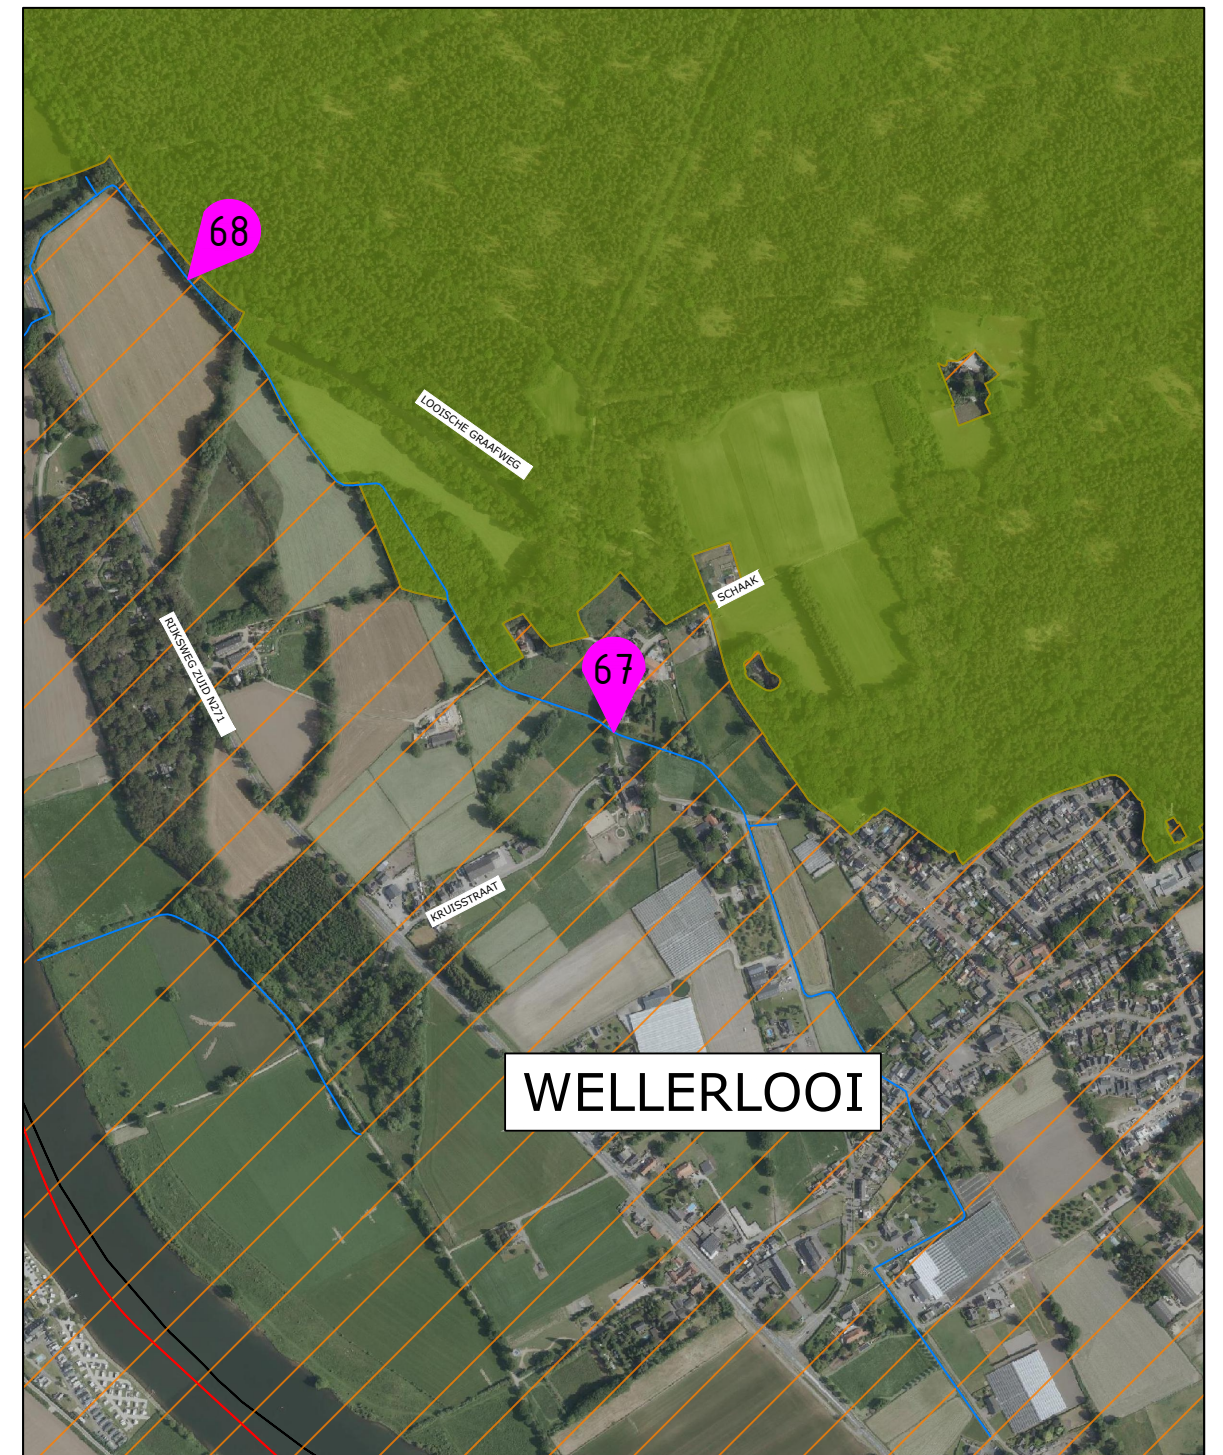 68
LOOISCHE GRAAFWEG
SCHAAK
RIJKSWEG ZUID N271
67
KRUISSTRAAT
WELLERLOOI